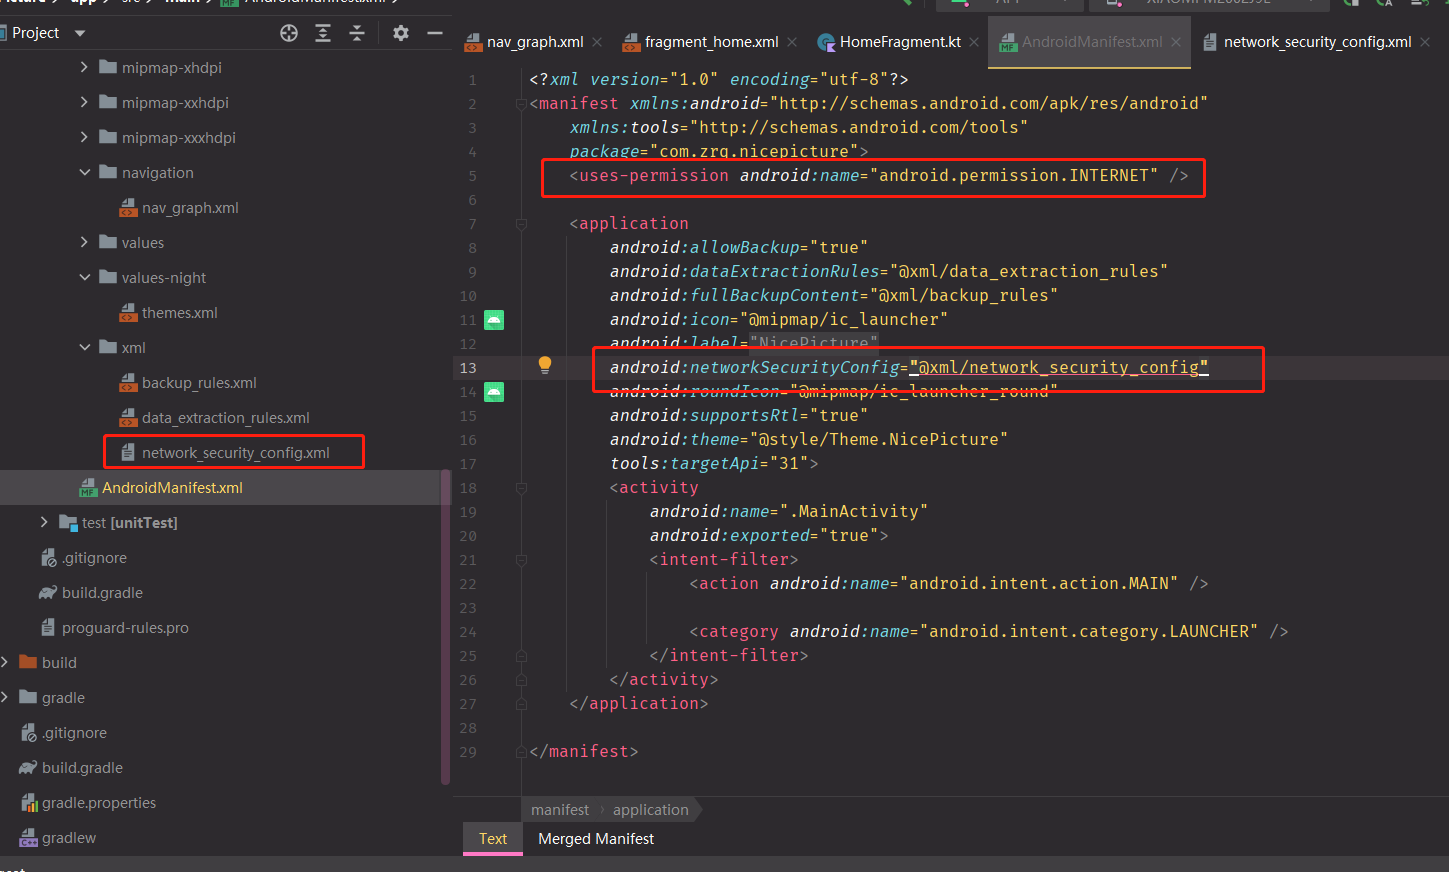 app
src
main
AndroidManifest.xml
Project
mipmap-xhdpi
mipmap-xxhdpi
mipmap-xxxhdpi
navigation
nav_graph.xml
values
values-night
themes.xml
xml
backup_rules.xml
data_extraction_rules.xml
network_security_config.xml
MF AndroidManifest.xml
test [unitTest]
.gitignore
build.gradle
proguard-rules.pro
build
gradle
.gitignore
build.gradle
gradle.properties
C++ gradlew
nav_graph.xml fragment_home.xml HomeFragment.kt MF AndroidManifest.xml network_security_config.xml
1 <?xml version="1.0" encoding="utf-8"?>
2 <manifest xmlns:android="http://schemas.android.com/apk/res/android"
3 xmlns:tools="http://schemas.android.com/tools"
4 package="com.zrq.nicepicture">
5 <uses-permission android:name="android.permission.INTERNET" />
6
7 <application
8 android:allowBackup="true"
9 android:dataExtractionRules="@xml/data_extraction_rules"
10 android:fullBackupContent="@xml/backup_rules"
11 android:icon="@mipmap/ic_launcher"
12 android:label="NicePicture"
13 android:networkSecurityConfig="@xml/network_security_config"
14 android:roundIcon="@mipmap/ic_launcher_round"
15 android:supportsRtl="true"
16 android:theme="@style/Theme.NicePicture"
17 tools:targetApi="31">
18 <activity
19 android:name=".MainActivity"
20 android:exported="true">
21 <intent-filter>
22 <action android:name="android.intent.action.MAIN" />
23
24 <category android:name="android.intent.category.LAUNCHER" />
25 </intent-filter>
26 </activity>
27 </application>
28
29 </manifest>
manifest application
Text Merged Manifest